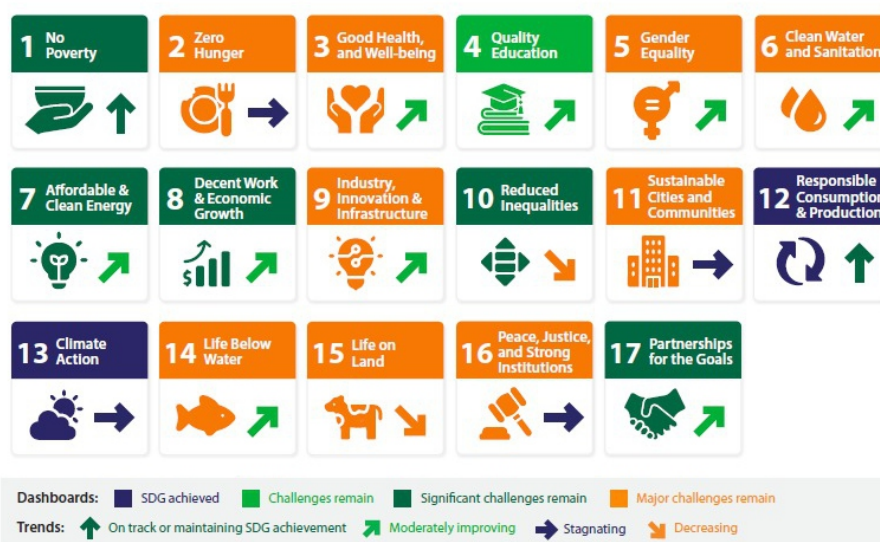 1 No
Poverty
2 Zero
Hunger
3 Good Health,
and Well-being
4 Quality
Education
5 Gender
Equality
6 Clean Water
and Sanitation
7 Affordable &
Clean Energy
8 Decent Work
& Economic
Growth
9 Industry,
Innovation &
Infrastructure
10 Reduced
Inequalities
11 Sustainable
Cities and
Communities
12 Responsible
Consumption
& Production
13 Climate
Action
14 Life Below
Water
15 Life on
Land
16 Peace, Justice,
and Strong
Institutions
17 Partnerships
for the Goals
$
Dashboards: SDG achieved Challenges remain Significant challenges remain Major challenges remain
Trends: On track or maintaining SDG achievement Moderately improving Stagnating Decreasing